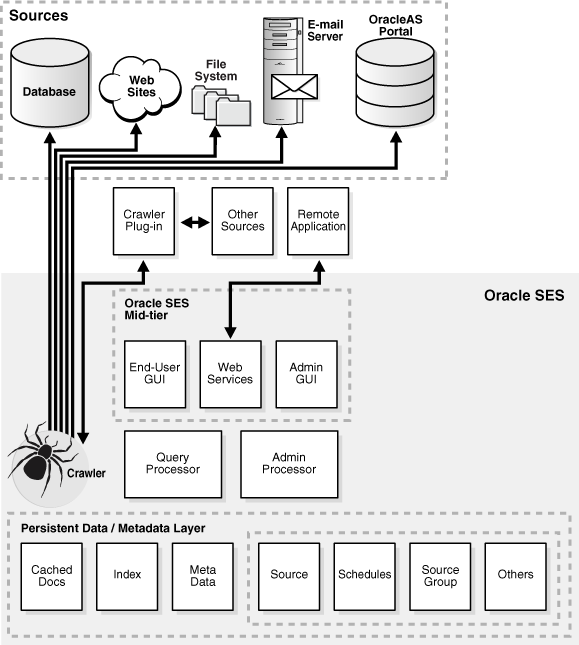 Sources
Database
Web
Sites
File
System
E-mail
Server
OracleAS
Portal
Crawler
Plug-in
Other
Sources
Remote
Application
Oracle SES
Oracle SES
Mid-tier
End-User
GUI
Web
Services
Admin
GUI
Crawler
Query
Processor
Admin
Processor
Persistent Data / Metadata Layer
Cached
Docs
Index
Meta
Data
Source
Schedules
Source
Group
Others